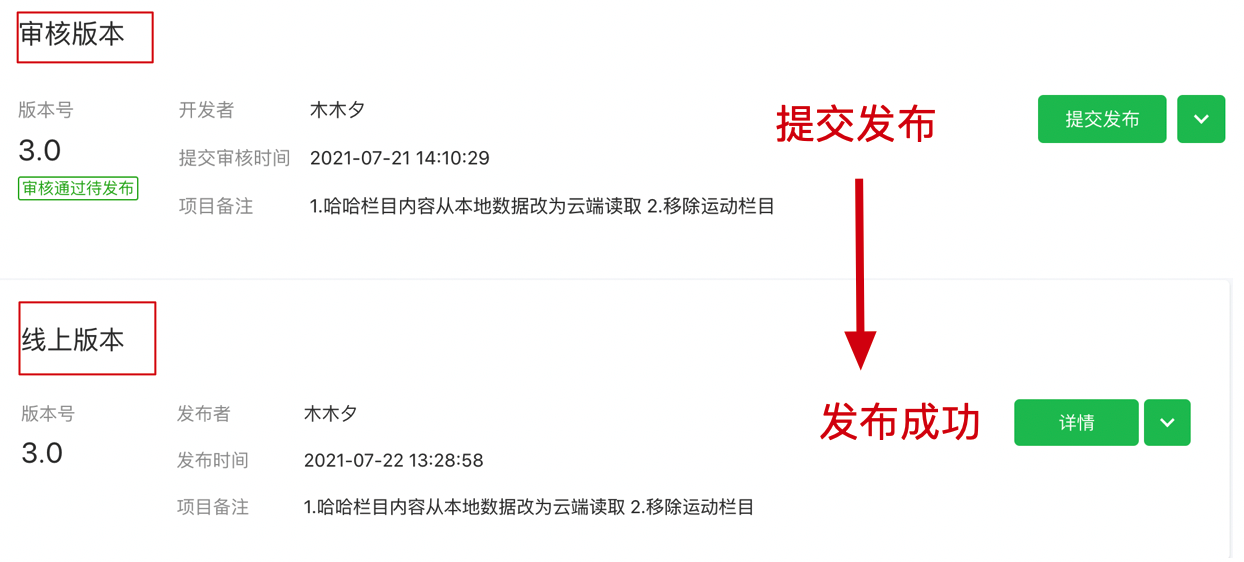 审核版本
版本号
开发者
木木夕
提交发布
提交发布
3.0
提交审核时间
2021-07-21 14:10:29
审核通过待发布
项目备注
1.哈哈栏目内容从本地数据改为云端读取 2.移除运动栏目
线上版本
版本号
发布者
木木夕
发布成功
详情
3.0
发布时间
2021-07-22 13:28:58
项目备注
1.哈哈栏目内容从本地数据改为云端读取 2.移除运动栏目